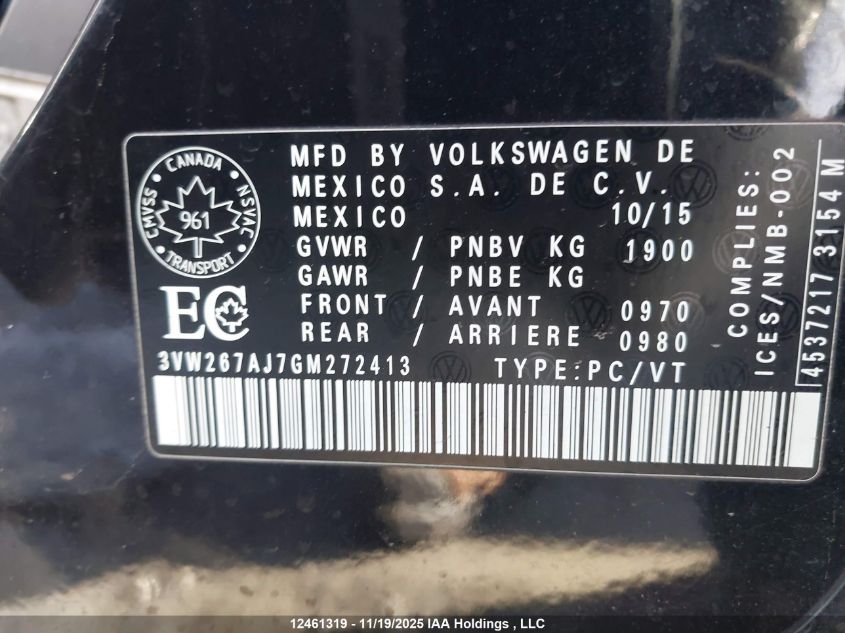 CANADA
CMVSS
NSVAC
961
TRANSPORT
EC
MFD BY VOLKSWAGEN DE
MEXICO S.A. DE C.V.
MEXICO 10/15
GVWR / PNBV KG 1900
GAWR / PNBE KG
FRONT / AVANT 0970
REAR / ARRIERE 0980
3VW267AJ7GM272413 TYPE:PC/VT
COMPLIES:
ICES/NMB-002
4537217 3154 M
12461319 - 11/19/2025 IAA Holdings , LLC